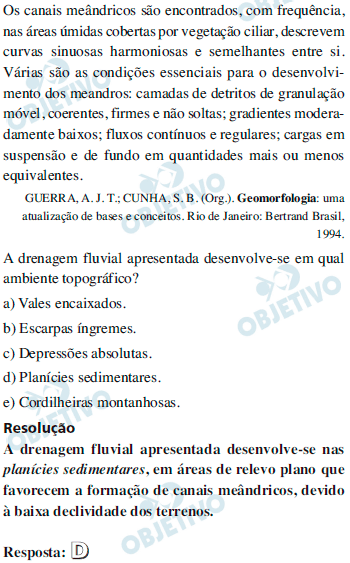 Os canais meândricos são encontrados, com frequência,
nas áreas úmidas cobertas por vegetação ciliar, descrevem
curvas sinuosas harmoniosas e semelhantes entre si.
Várias são as condições essenciais para o desenvolvi-
mento dos meandros: camadas de detritos de granulação
móvel, coerentes, firmes e não soltas; gradientes modera-
damente baixos; fluxos contínuos e regulares; cargas em
suspensão e de fundo em quantidades mais ou menos
equivalentes.
GUERRA, A. J. T.; CUNHA, S. B. (Org.). Geomorfologia: uma
atualização de bases e conceitos. Rio de Janeiro: Bertrand Brasil,
1994.
A drenagem fluvial apresentada desenvolve-se em qual
ambiente topográfico?
a) Vales encaixados.
b) Escarpas íngremes.
c) Depressões absolutas.
d) Planícies sedimentares.
e) Cordilheiras montanhosas.
Resolução
A drenagem fluvial apresentada desenvolve-se nas
planícies sedimentares, em áreas de relevo plano que
favorecem a formação de canais meândricos, devido
à baixa declividade dos terrenos.
Resposta: D
OBJETIVO
OBJETIVO
OBJETIVO
OBJETIVO
OBJETIVO
OBJETIVO